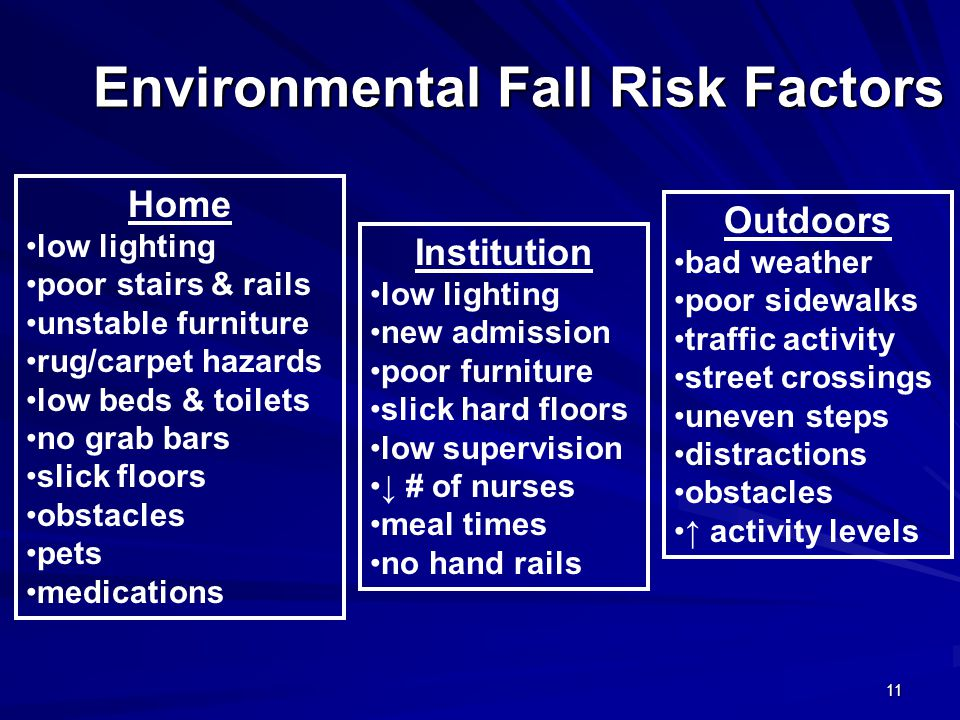 Environmental Fall Risk Factors
Home
•low lighting
•poor stairs & rails
•unstable furniture
•rug/carpet hazards
•low beds & toilets
•no grab bars
•slick floors
•obstacles
•pets
•medications
Institution
•low lighting
•new admission
•poor furniture
•slick hard floors
•low supervision
•↓ # of nurses
•meal times
•no hand rails
Outdoors
•bad weather
•poor sidewalks
•traffic activity
•street crossings
•uneven steps
•distractions
•obstacles
•↑ activity levels
11